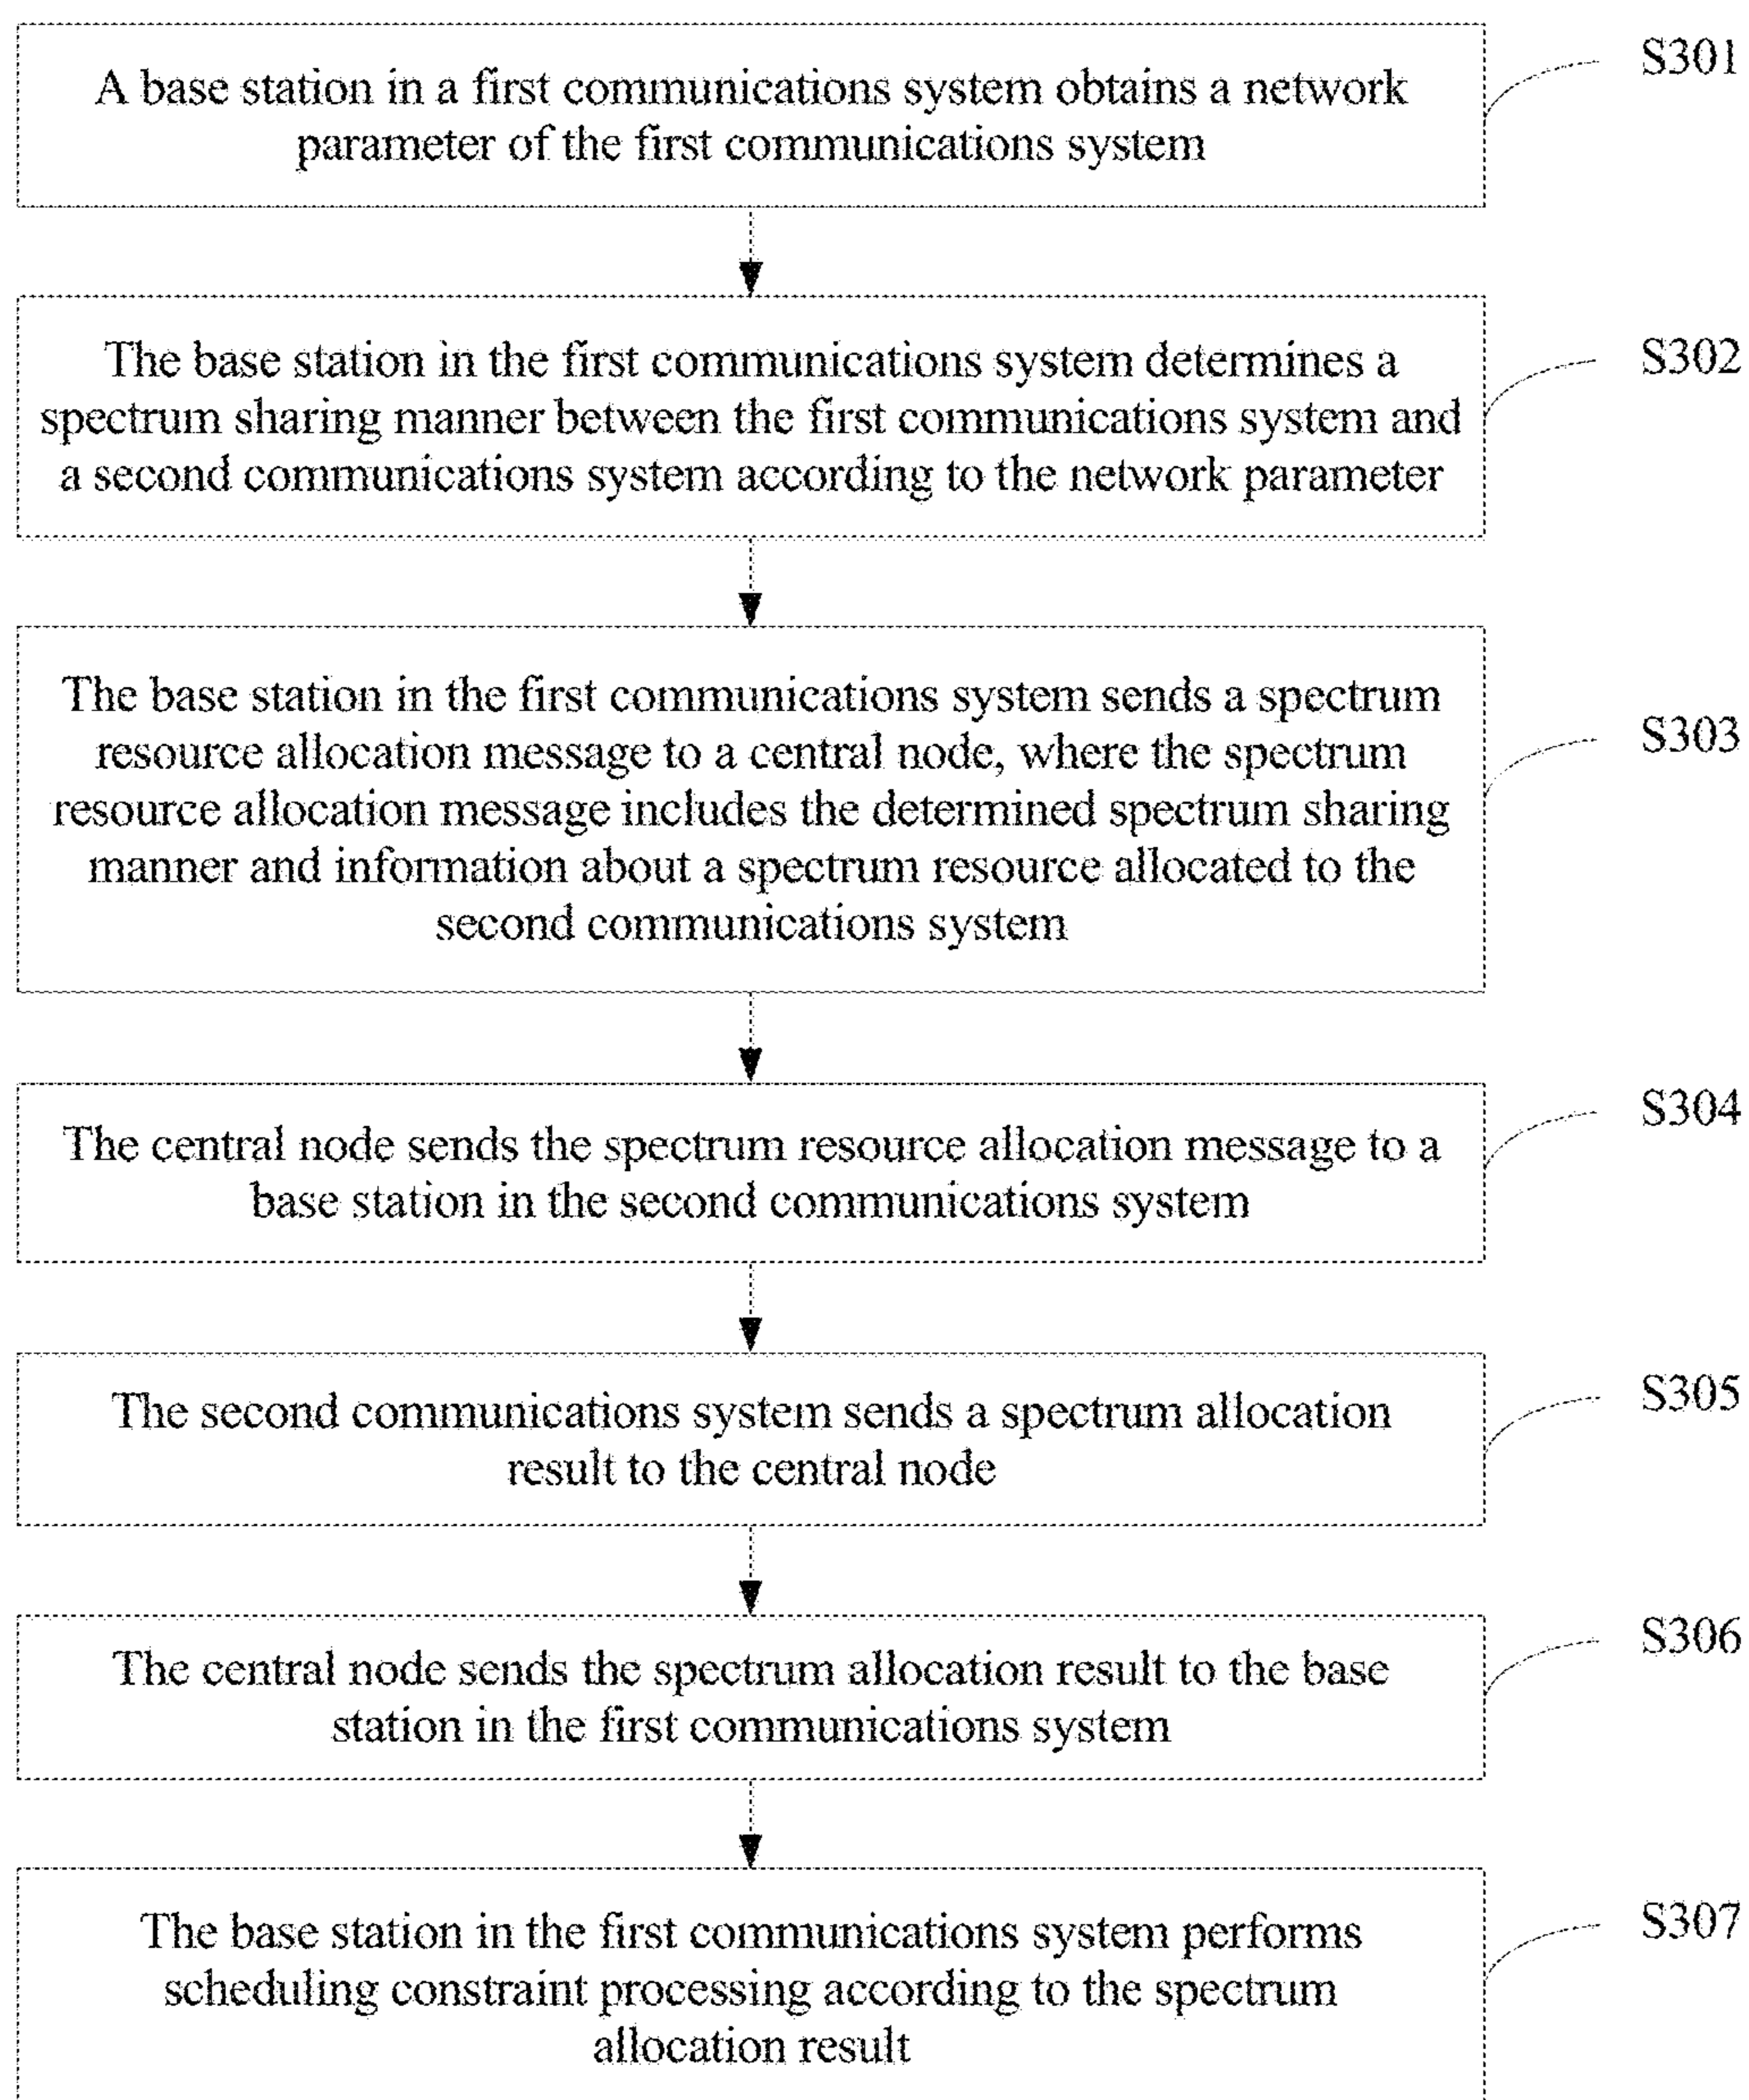 A base station in a first communications system obtains a network
parameter of the first communications system
S301
The base station in the first communications system determines a
spectrum sharing manner between the first communications system and
a second communications system according to the network parameter
S302
The base station in the first communications system sends a spectrum
resource allocation message to a central node, where the spectrum
resource allocation message includes the determined spectrum sharing
manner and information about a spectrum resource allocated to the
second communications system
S303
The central node sends the spectrum resource allocation message to a
base station in the second communications system
S304
The second communications system sends a spectrum allocation
result to the central node
S305
The central node sends the spectrum allocation result to the base
station in the first communications system
S306
The base station in the first communications system performs
scheduling constraint processing according to the spectrum
allocation result
S307